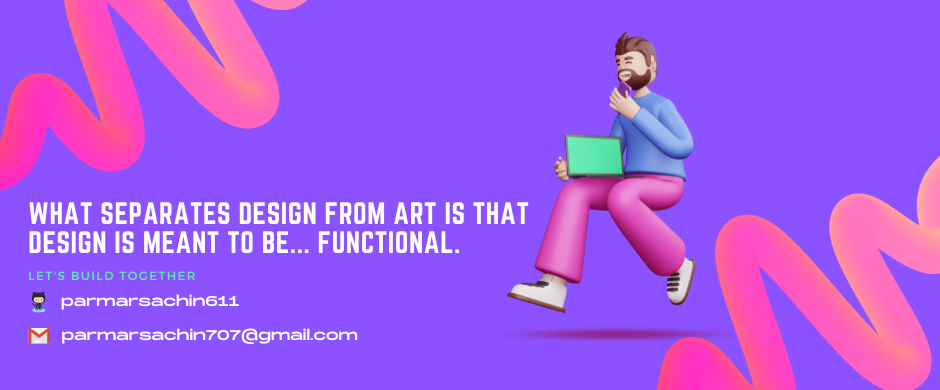 WHAT SEPARATES DESIGN FROM ART IS THAT
DESIGN IS MEANT TO BE... FUNCTIONAL.
LET'S BUILD TOGETHER
parmarsachin611
parmarsachin707@gmail.com